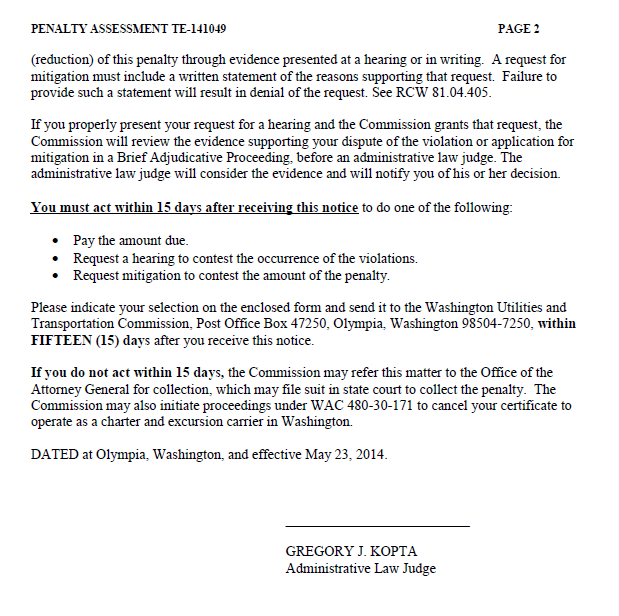 PENALTY ASSESSMENT TE-141049 PAGE 2
(reduction) of this penalty through evidence presented at a hearing or in writing. A request for
mitigation must include a written statement of the reasons supporting that request. Failure to
provide such a statement will result in denial of the request. See RCW 81.04.405.
If you properly present your request for a hearing and the Commission grants that request, the
Commission will review the evidence supporting your dispute of the violation or application for
mitigation in a Brief Adjudicative Proceeding, before an administrative law judge. The
administrative law judge will consider the evidence and will notify you of his or her decision.
You must act within 15 days after receiving this notice to do one of the following:
• Pay the amount due.
• Request a hearing to contest the occurrence of the violations.
• Request mitigation to contest the amount of the penalty.
Please indicate your selection on the enclosed form and send it to the Washington Utilities and
Transportation Commission, Post Office Box 47250, Olympia, Washington 98504-7250, within
FIFTEEN (15) days after you receive this notice.
If you do not act within 15 days, the Commission may refer this matter to the Office of the
Attorney General for collection, which may file suit in state court to collect the penalty. The
Commission may also initiate proceedings under WAC 480-30-171 to cancel your certificate to
operate as a charter and excursion carrier in Washington.
DATED at Olympia, Washington, and effective May 23, 2014.
GREGORY J. KOPTA
Administrative Law Judge